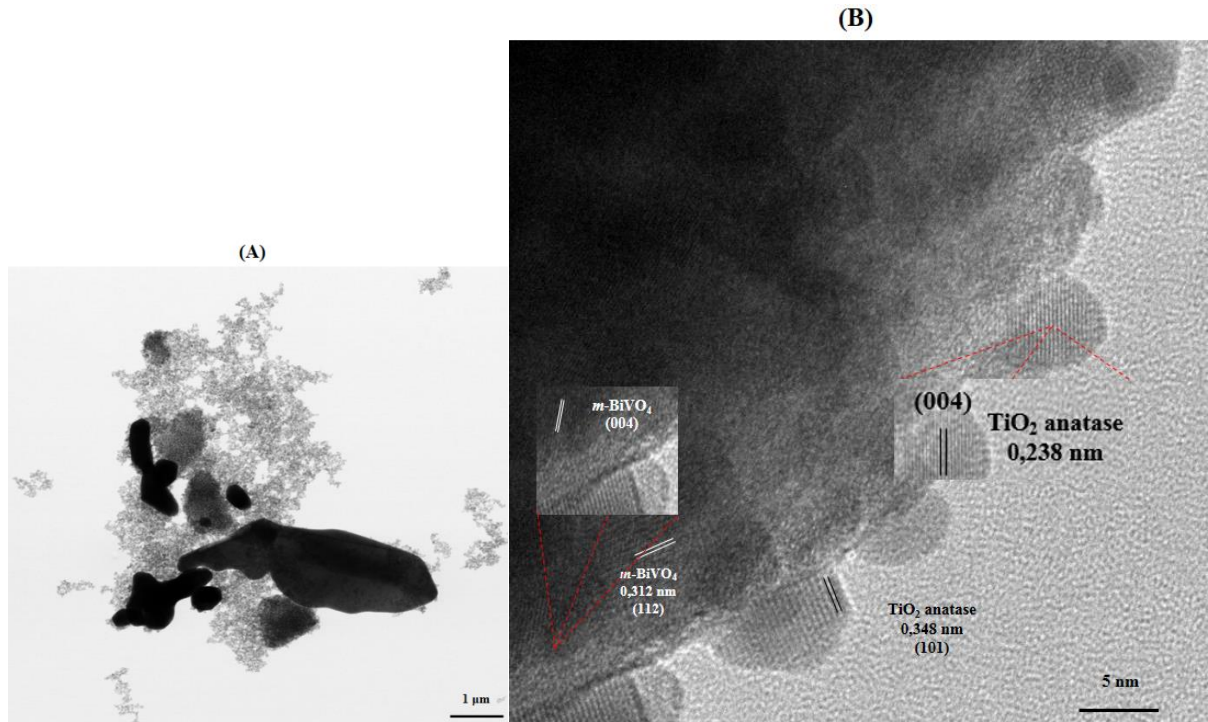 (A)
1 µm
(B)
m-BiVO₄
(004)
(004)
TiO₂ anatase
0,238 nm
m-BiVO₄
0,312 nm
(112)
TiO₂ anatase
0,348 nm
(101)
5 nm